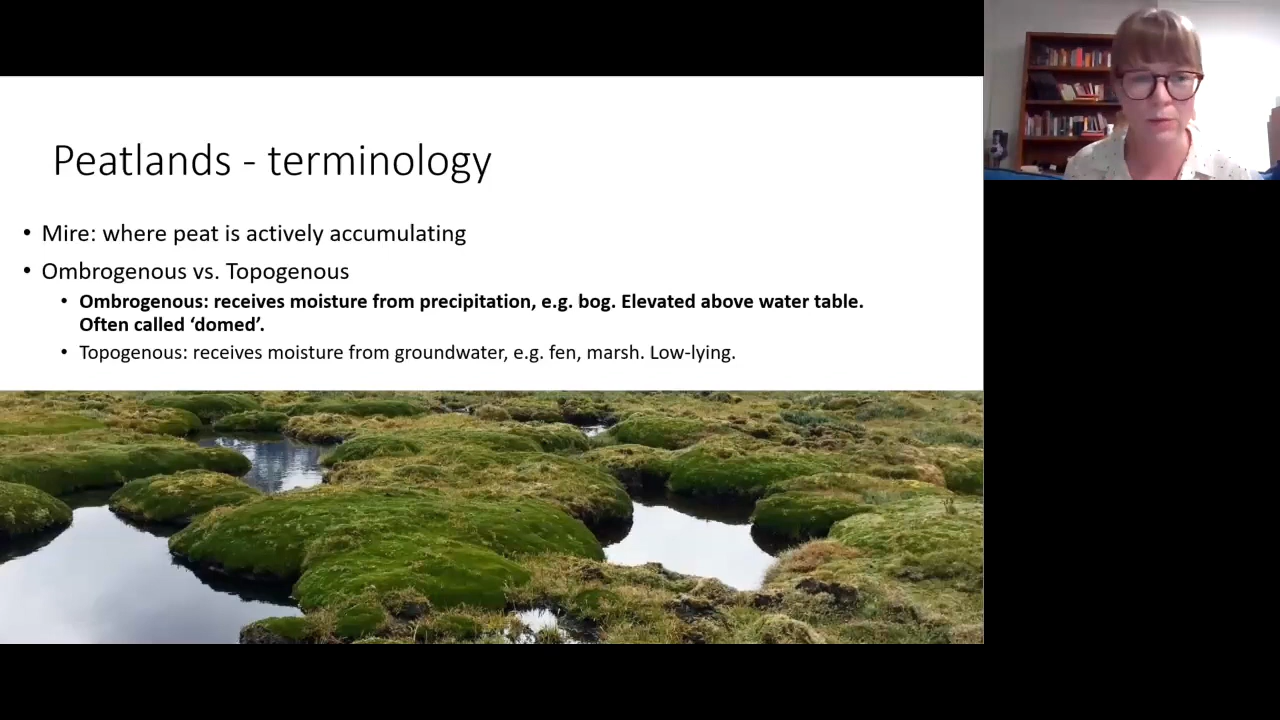 Peatlands - terminology
• Mire: where peat is actively accumulating
• Ombrogenous vs. Topogenous
• Ombrogenous: receives moisture from precipitation, e.g. bog. Elevated above water table.
Often called ‘domed’.
• Topogenous: receives moisture from groundwater, e.g. fen, marsh. Low-lying.